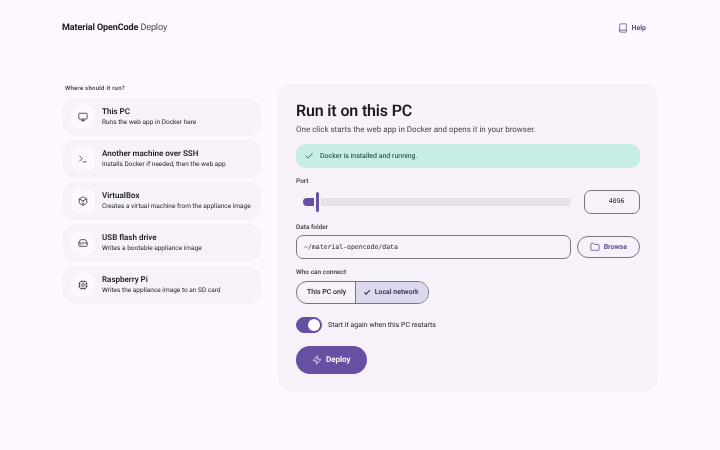 Material OpenCode Deploy
Help
Where should it run?
This PC
Runs the web app in Docker here
Another machine over SSH
Installs Docker if needed, then the web app
VirtualBox
Creates a virtual machine from the appliance image
USB flash drive
Writes a bootable appliance image
Raspberry Pi
Writes the appliance image to an SD card
Run it on this PC
One click starts the web app in Docker and opens it in your browser.
Docker is installed and running.
Port
4096
Data folder
~/material-opencode/data
Browse
Who can connect
This PC only
Local network
Start it again when this PC restarts
Deploy